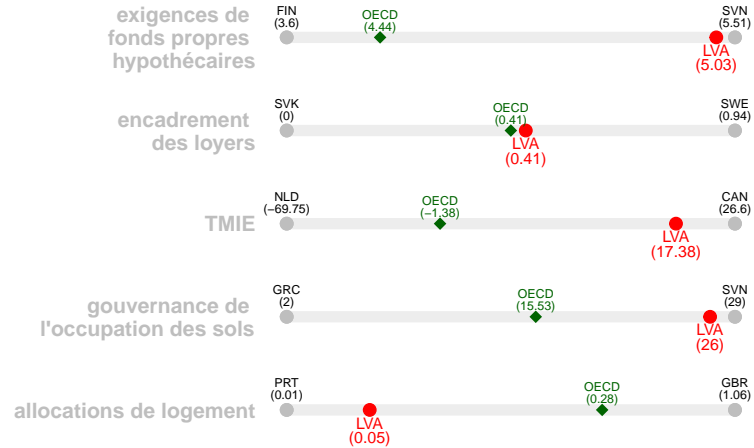 exigences de
fonds propres
hypothécaires
FIN
(3.6)
OECD
(4.44)
SVN
(5.51)
LVA
(5.03)
encadrement
des loyers
SVK
(0)
OECD
(0.41)
SWE
(0.94)
LVA
(0.41)
TMIE
NLD
(−69.75)
OECD
(−1.38)
CAN
(26.6)
LVA
(17.38)
gouvernance de
l'occupation des sols
GRC
(2)
OECD
(15.53)
SVN
(29)
LVA
(26)
allocations de logement
PRT
(0.01)
OECD
(0.28)
GBR
(1.06)
LVA
(0.05)